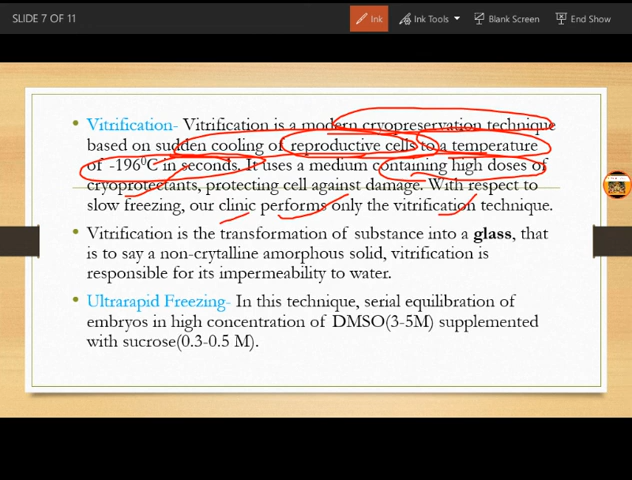 SLIDE 7 OF 11
Ink
Ink Tools
Blank Screen
End Show
Vitrification- Vitrification is a modern cryopreservation technique
based on sudden cooling of reproductive cells to a temperature
of -196⁰C in seconds. It uses a medium containing high doses of
cryoprotectants, protecting cell against damage. With respect to
slow freezing, our clinic performs only the vitrification technique.
Vitrification is the transformation of substance into a glass, that
is to say a non-crytalline amorphous solid, vitrification is
responsible for its impermeability to water.
Ultrarapid Freezing- In this technique, serial equilibration of
embryos in high concentration of DMSO(3-5M) supplemented
with sucrose(0.3-0.5 M).